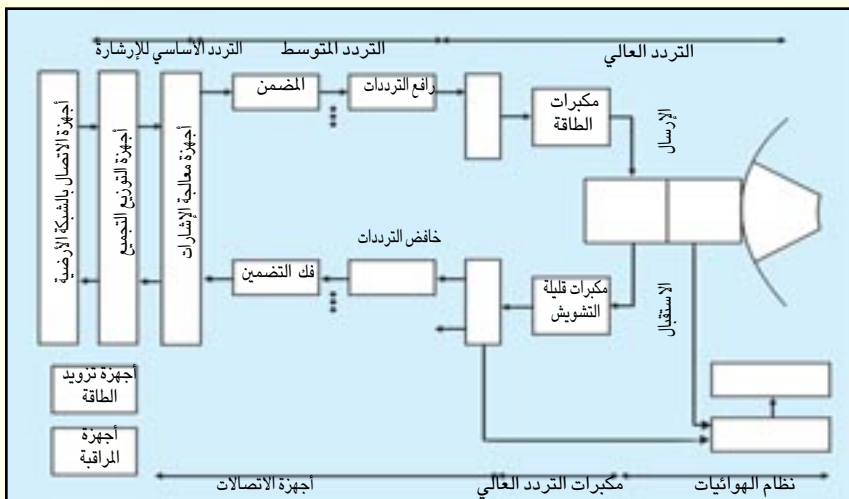 التردد العالي
التردد المتوسط
التردد الأساسي للإرشارة
أجهزة الاتصال بالشبكة الأرضية
أجهزة التوزيع التجميع
أجهزة معالجة الإشارات
المضمن
رافع الترددات
مكبرات
الطاقة
الإرسال
خافض الترددات
فك التضمين
مكبرات قليلة
التشويش
الاستقبال
أجهزة تزويد
الطاقة
أجهزة
المراقبة
نظام الهوائيات
مكبرات التردد العالي
أجهزة الاتصالات